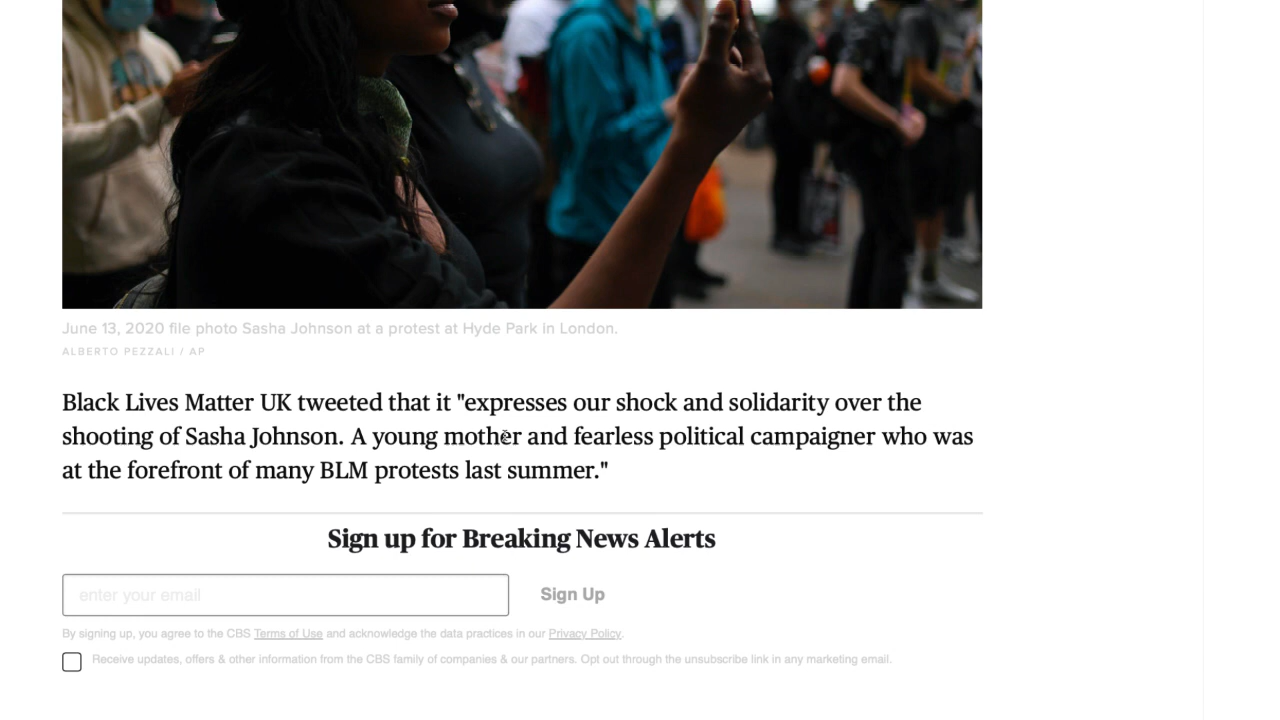 June 13, 2020 file photo Sasha Johnson at a protest at Hyde Park in London.
ALBERTO PEZZALI / AP
Black Lives Matter UK tweeted that it "expresses our shock and solidarity over the
shooting of Sasha Johnson. A young mother and fearless political campaigner who was
at the forefront of many BLM protests last summer."
Sign up for Breaking News Alerts
enter your email
Sign Up
By signing up, you agree to the CBS Terms of Use and acknowledge the data practices in our Privacy Policy.
Receive updates, offers & other information from the CBS family of companies & our partners. Opt out through the unsubscribe link in any marketing email.